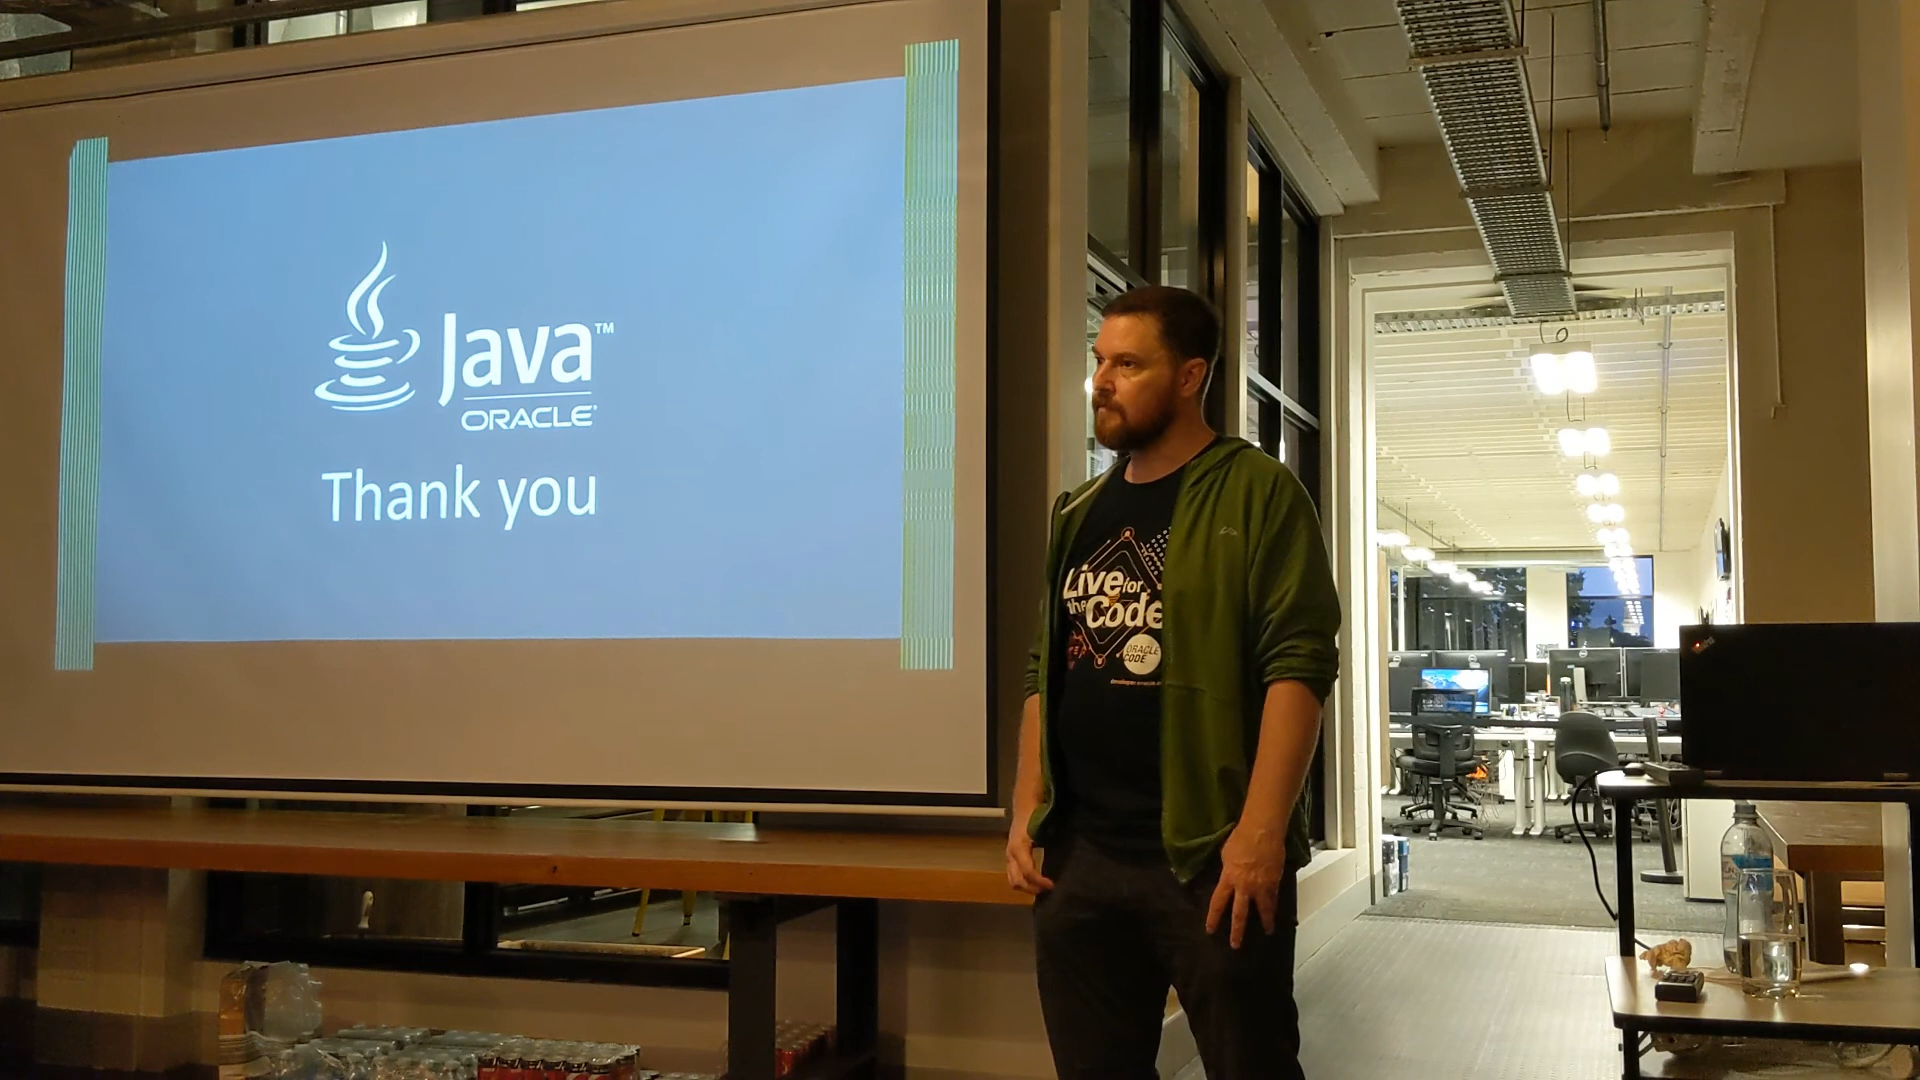 Java™
ORACLE
Thank you
Live for
the Code
ORACLE
CODE